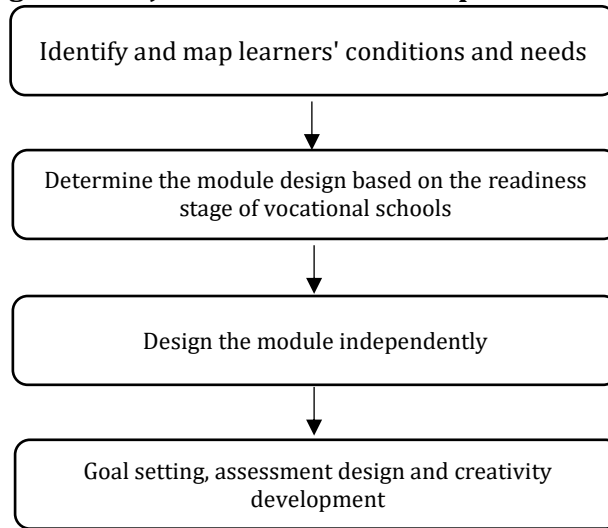 Identify and map learners' conditions and needs
Determine the module design based on the readiness
stage of vocational schools
Design the module independently
Goal setting, assessment design and creativity
development